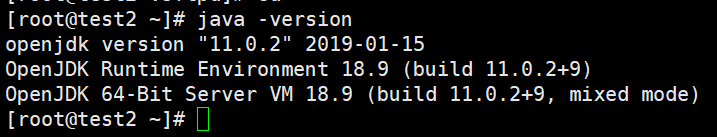 [root@test2 ~]# java -version
openjdk version "11.0.2" 2019-01-15
OpenJDK Runtime Environment 18.9 (build 11.0.2+9)
OpenJDK 64-Bit Server VM 18.9 (build 11.0.2+9, mixed mode)
[root@test2 ~]#